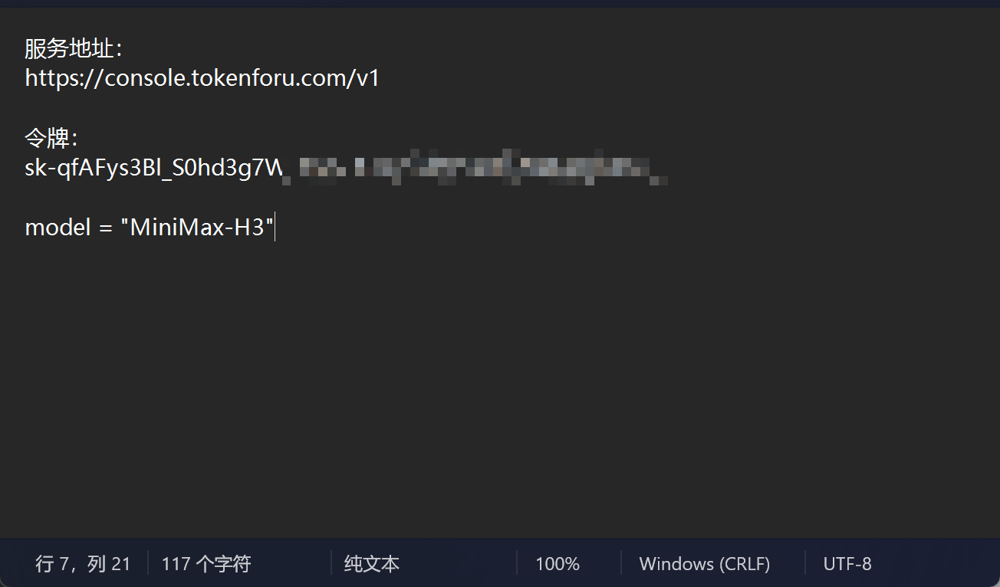 服务地址：
https://console.tokenforu.com/v1
令牌：
sk-qfAFys3Bl_S0hd3g7W
model = "MiniMax-H3"
行 7，列 21
117 个字符
纯文本
100%
Windows (CRLF)
UTF-8